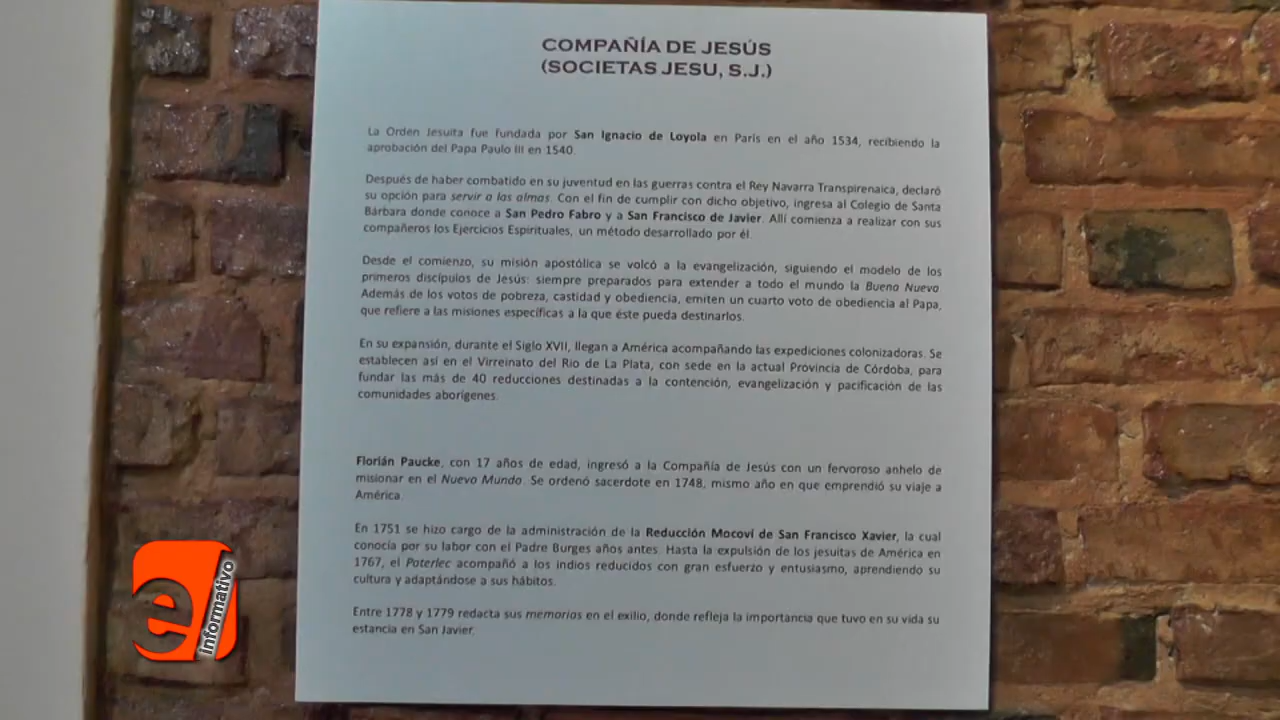 COMPAÑÍA DE JESÚS
(SOCIETAS JESU, S.J.)
La Orden Jesuita fue fundada por San Ignacio de Loyola en París en el año 1534, recibiendo la
aprobación del Papa Paulo III en 1540.
Después de haber combatido en su juventud en las guerras contra el Rey Navarra Transpirenaica, declaró
su opción para servir a las almas. Con el fin de cumplir con dicho objetivo, ingresa al Colegio de Santa
Bárbara donde conoce a San Pedro Fabro y a San Francisco de Javier. Allí comienza a realizar con sus
compañeros los Ejercicios Espirituales, un método desarrollado por él.
Desde el comienzo, su misión apostólica se volcó a la evangelización, siguiendo el modelo de los
primeros discípulos de Jesús: siempre preparados para extender a todo el mundo la Buena Nueva
Además de los votos de pobreza, castidad y obediencia, emiten un cuarto voto de obediencia al Papa,
que refiere a las misiones específicas a la que éste pueda destinarlos.
En su expansión, durante el Siglo XVII, llegan a América acompañando las expediciones colonizadoras. Se
establecen así en el Virreinato del Río de La Plata, con sede en la actual Provincia de Córdoba, para
fundar las más de 40 reducciones destinadas a la contención, evangelización y pacificación de las
comunidades aborígenes.
Florián Paucke, con 17 años de edad, ingresó a la Compañía de Jesús con un fervoroso anhelo de
misionar en el Nuevo Mundo. Se ordenó sacerdote en 1748, mismo año en que emprendió su viaje a
América.
En 1751 se hizo cargo de la administración de la Reducción Mocoví de San Francisco Xavier, la cual
conocía por su labor con el Padre Burges años antes. Hasta la expulsión de los jesuitas de América en
1767, el Paterlec acompañó a los indios reducidos con gran esfuerzo y entusiasmo, aprendiendo su
cultura y adaptándose a sus hábitos.
Entre 1778 y 1779 redacta sus memorias en el exilio, donde refleja la importancia que tuvo en su vida su
estancia en San Javier.
e informativo